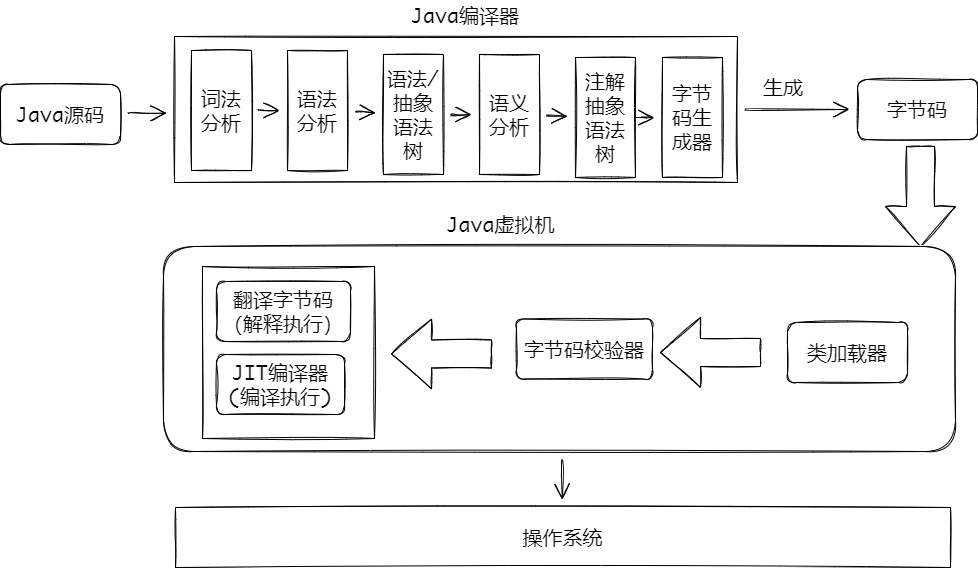 Java编译器
Java源码
词法
分析
语法
分析
语法/
抽象
语法
树
语义
分析
注解
抽象
语法
树
字节
码生
成器
生成
字节码
Java虚拟机
翻译字节码
(解释执行)
JIT编译器
(编译执行)
字节码校验器
类加载器
操作系统